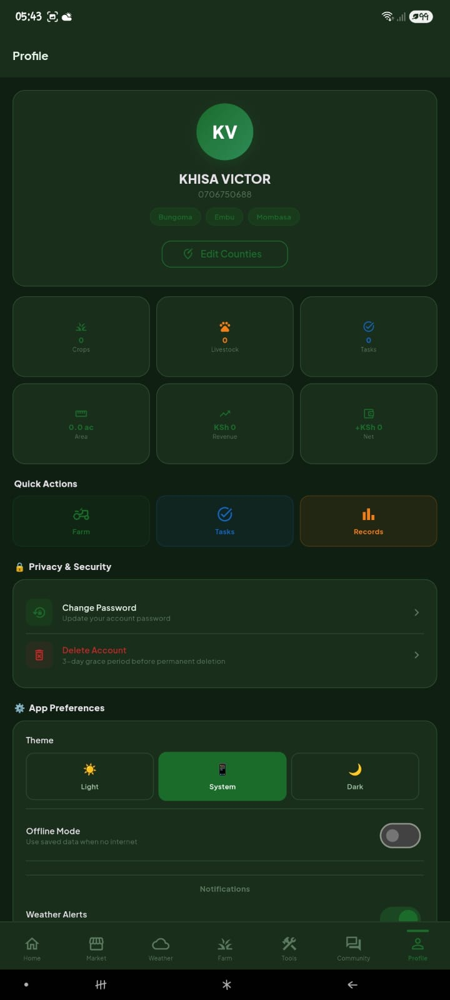 05:43
99
Profile
KV
KHISA VICTOR
0706750688
Bungoma Embu Mombasa
Edit Counties
0 0 0
Crops Livestock Tasks
0.0 ac KSh 0 +KSh 0
Area Revenue Net
Quick Actions
Farm Tasks Records
🔒 Privacy & Security
Change Password
Update your account password
Delete Account
3-day grace period before permanent deletion
⚙️ App Preferences
Theme
Light System Dark
Offline Mode
Use saved data when no internet
Notifications
Weather Alerts
Home Market Weather Farm Tools Community Profile